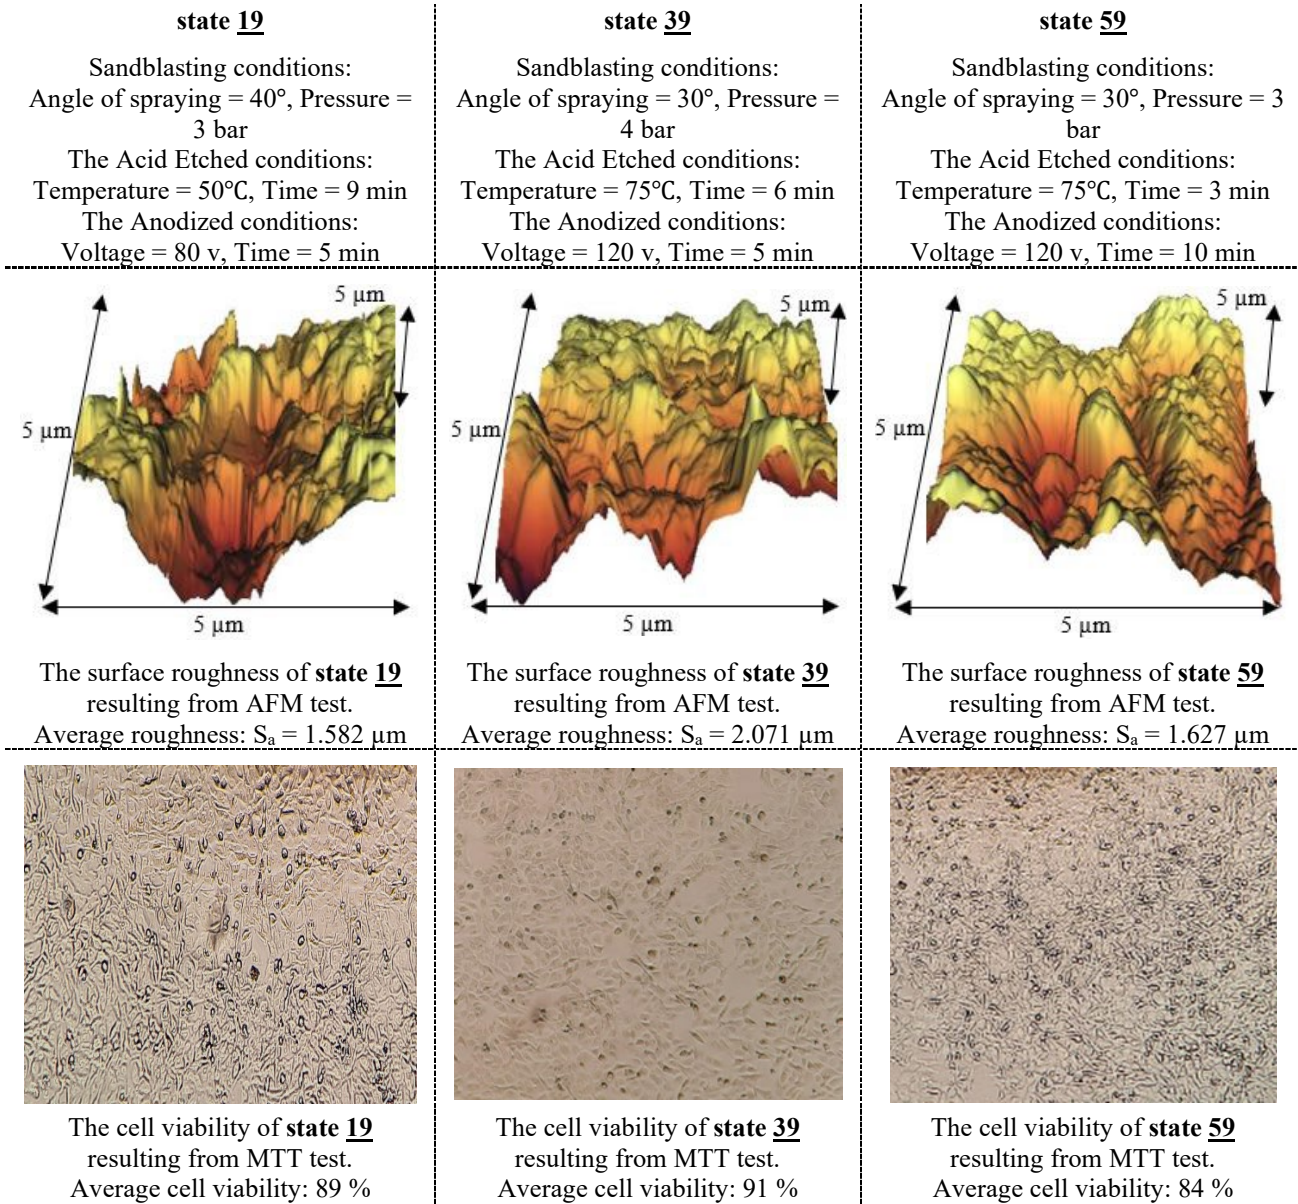 state 19
Sandblasting conditions:
Angle of spraying = 40°, Pressure =
3 bar
The Acid Etched conditions:
Temperature = 50℃, Time = 9 min
The Anodized conditions:
Voltage = 80 v, Time = 5 min
state 39
Sandblasting conditions:
Angle of spraying = 30°, Pressure =
4 bar
The Acid Etched conditions:
Temperature = 75℃, Time = 6 min
The Anodized conditions:
Voltage = 120 v, Time = 5 min
state 59
Sandblasting conditions:
Angle of spraying = 30°, Pressure = 3
bar
The Acid Etched conditions:
Temperature = 75℃, Time = 3 min
The Anodized conditions:
Voltage = 120 v, Time = 10 min
5 µm
5 µm
5 µm
5 µm
5 µm
5 µm
5 µm
5 µm
5 µm
The surface roughness of state 19
resulting from AFM test.
Average roughness: Sa = 1.582 µm
The surface roughness of state 39
resulting from AFM test.
Average roughness: Sa = 2.071 µm
The surface roughness of state 59
resulting from AFM test.
Average roughness: Sa = 1.627 µm
The cell viability of state 19
resulting from MTT test.
Average cell viability: 89 %
The cell viability of state 39
resulting from MTT test.
Average cell viability: 91 %
The cell viability of state 59
resulting from MTT test.
Average cell viability: 84 %